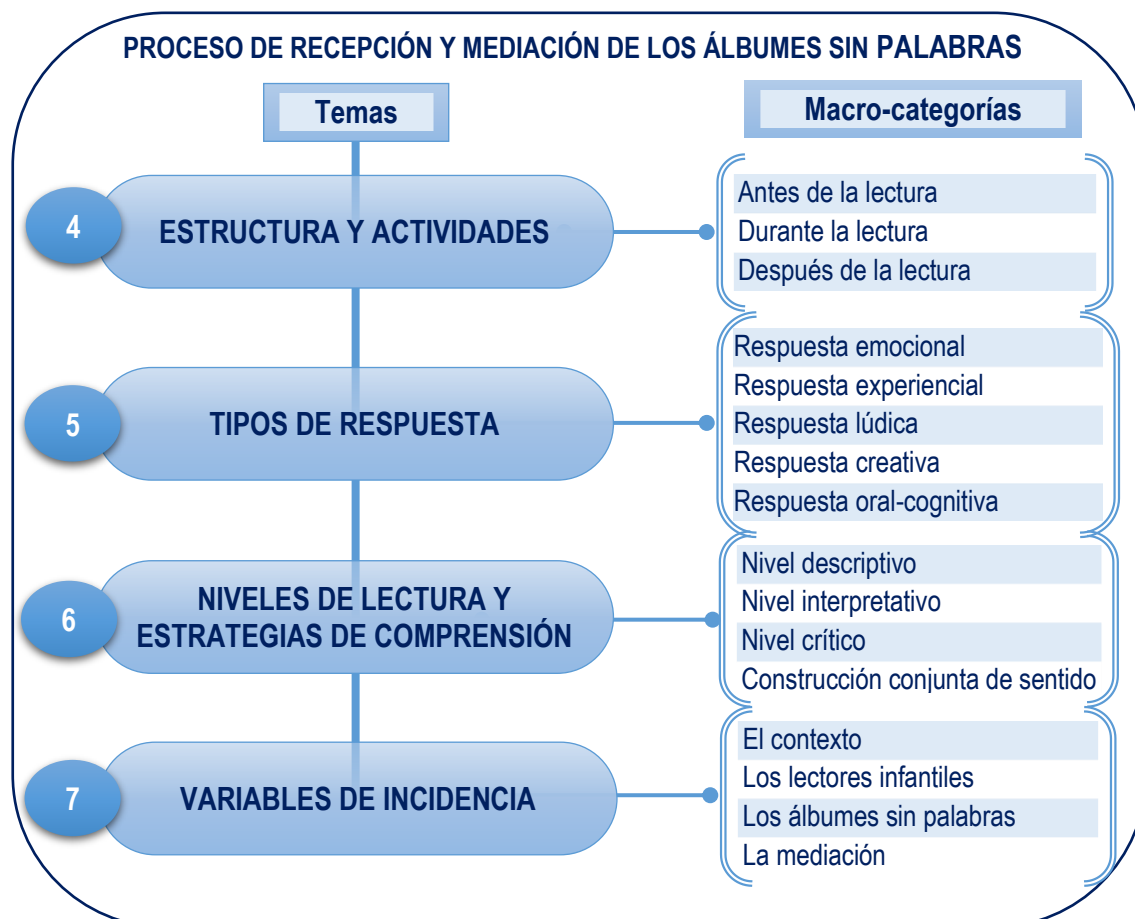 PROCESO DE RECEPCIÓN Y MEDIACIÓN DE LOS ÁLBUMES SIN PALABRAS
Temas
Macro-categorías
4
ESTRUCTURA Y ACTIVIDADES
Antes de la lectura
Durante la lectura
Después de la lectura
5
TIPOS DE RESPUESTA
Respuesta emocional
Respuesta experiencial
Respuesta lúdica
Respuesta creativa
Respuesta oral-cognitiva
6
NIVELES DE LECTURA Y
ESTRATEGIAS DE COMPRENSIÓN
Nivel descriptivo
Nivel interpretativo
Nivel crítico
Construcción conjunta de sentido
7
VARIABLES DE INCIDENCIA
El contexto
Los lectores infantiles
Los álbumes sin palabras
La mediación